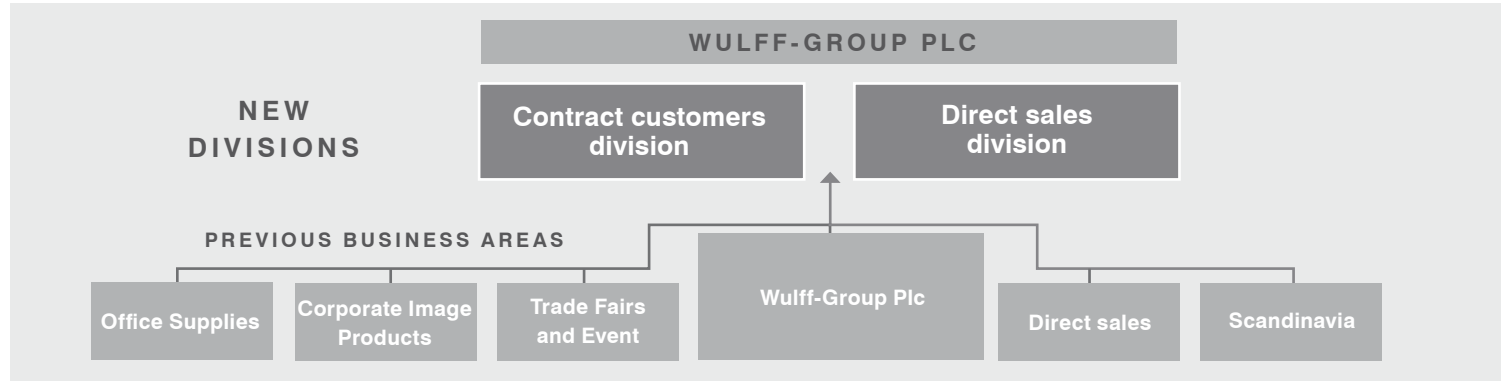 WULFF-GROUP PLC
NEW
DIVISIONS
Contract customers
division
Direct sales
division
PREVIOUS BUSINESS AREAS
Office Supplies
Corporate Image
Products
Trade Fairs
and Event
Wulff-Group Plc
Direct sales
Scandinavia